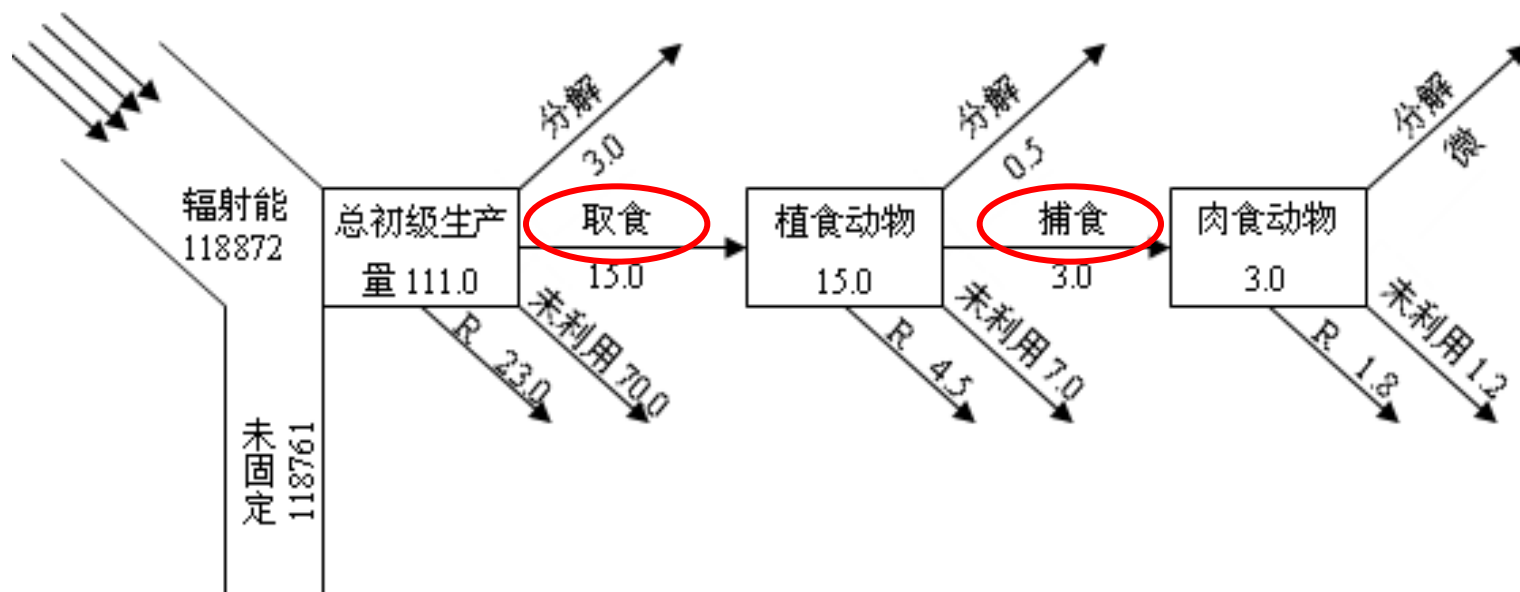 辐射能
118872
未固定
118761
总初级生产
量 111.0
分解
3.0
取食
15.0
未利用 70.0
R 23.0
植食动物
15.0
分解
0.5
捕食
3.0
未利用 7.0
R 4.5
肉食动物
3.0
分解
微
未利用 1.2
R 1.8